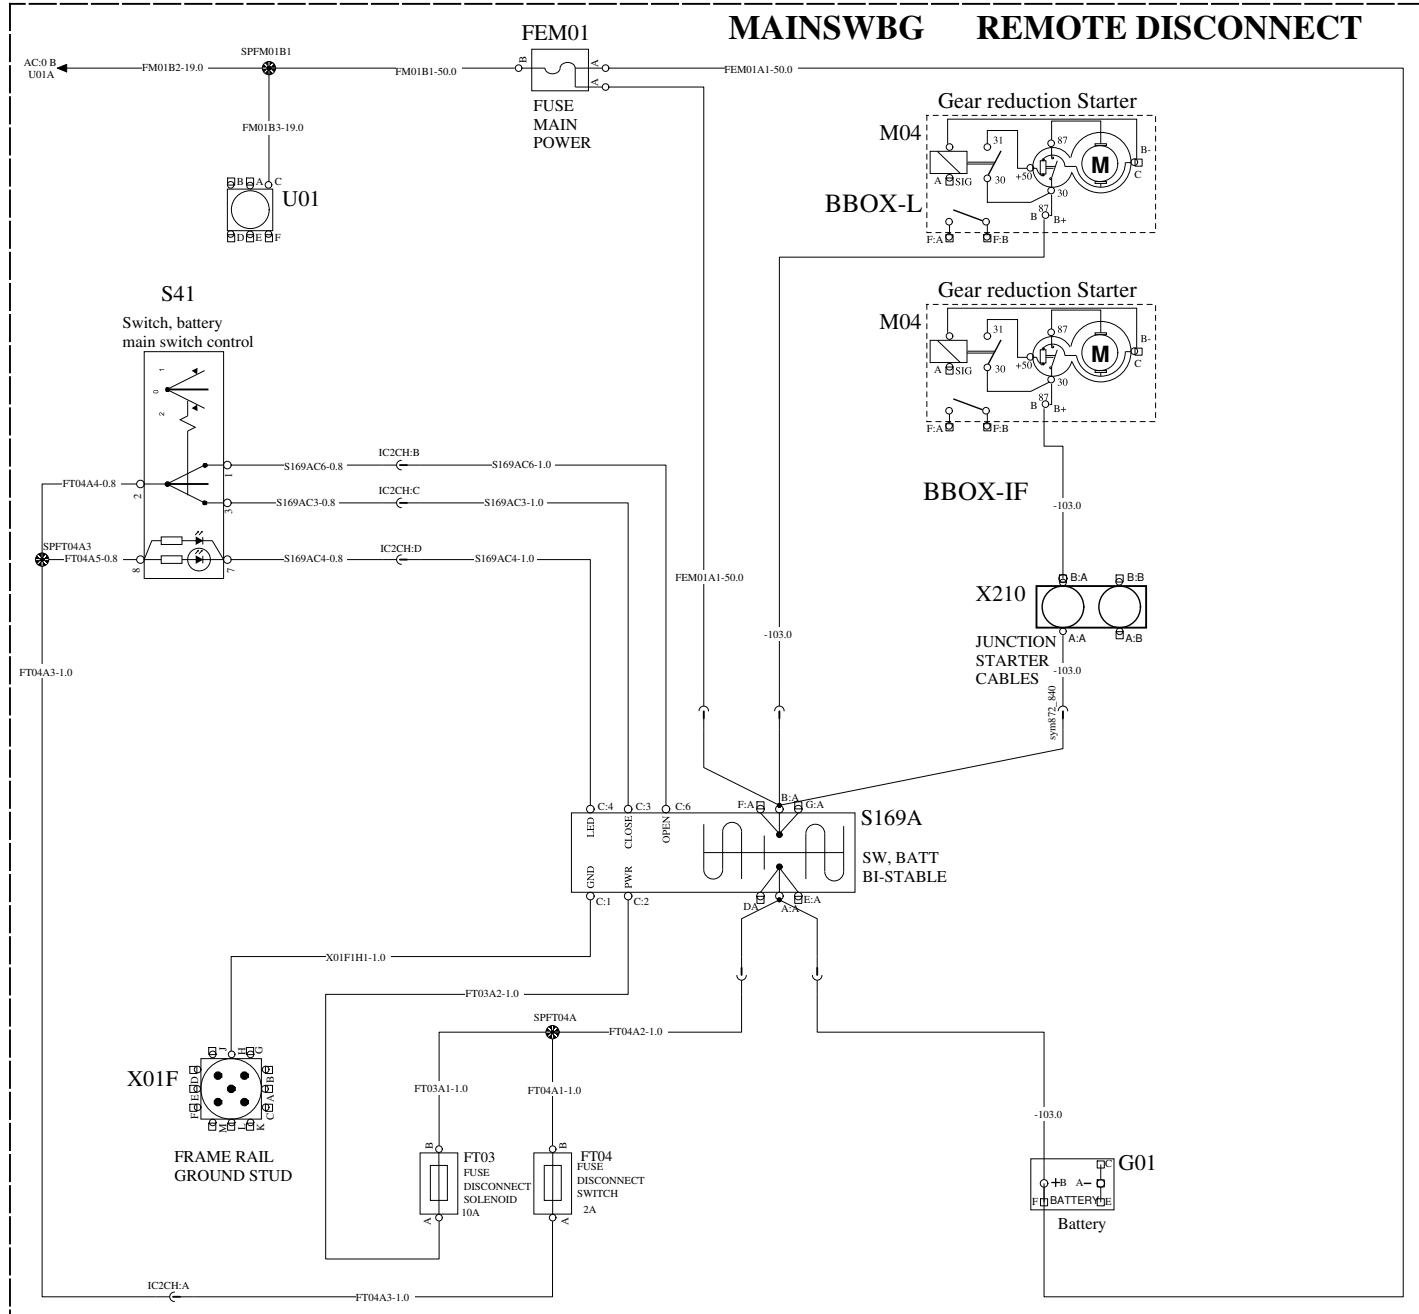 MAINSWBG REMOTE DISCONNECT
AC:0 B
U01A
FM01B2-19.0
SPFM01B1
FM01B1-50.0
FEM01
B
A
A
FEM01A1-50.0
FUSE
MAIN
POWER
FM01B3-19.0
B A C
U01
D E F
Gear reduction Starter
M04
31
87
B-
M
C
A SIG
30
+50
30
87
B B+
BBOX-L
F:A F:B
Gear reduction Starter
M04
31
87
B-
M
C
A SIG
30
+50
30
87
B B+
F:A F:B
BBOX-IF
-103.0
S41
Switch, battery
main switch control
1
0
2
FT04A4-0.8
2
1
S169AC6-0.8
IC2CH:B
S169AC6-1.0
3
S169AC3-0.8
IC2CH:C
S169AC3-1.0
SPFT04A3
FT04A5-0.8
8
7
S169AC4-0.8
IC2CH:D
S169AC4-1.0
FEM01A1-50.0
-103.0
X210
B:A B:B
A:A A:B
JUNCTION
STARTER
CABLES
-103.0
sym872_840
FT04A3-1.0
C:4 C:3 C:6
F:A B:A G:A
S169A
LED CLOSE OPEN
GND PWR
SW, BATT
BI-STABLE
C:1 C:2
DA A:A E:A
X01F1H1-1.0
FT03A2-1.0
SPFT04A
FT04A2-1.0
X01F
J H G
D E F
B A C
M L K
FRAME RAIL
GROUND STUD
FT03A1-1.0
FT04A1-1.0
-103.0
B
FT03
FUSE
DISCONNECT
SOLENOID
10A
A
B
FT04
FUSE
DISCONNECT
SWITCH
2A
A
G01
C
+B A-
F BATTERY E
Battery
IC2CH:A
FT04A3-1.0